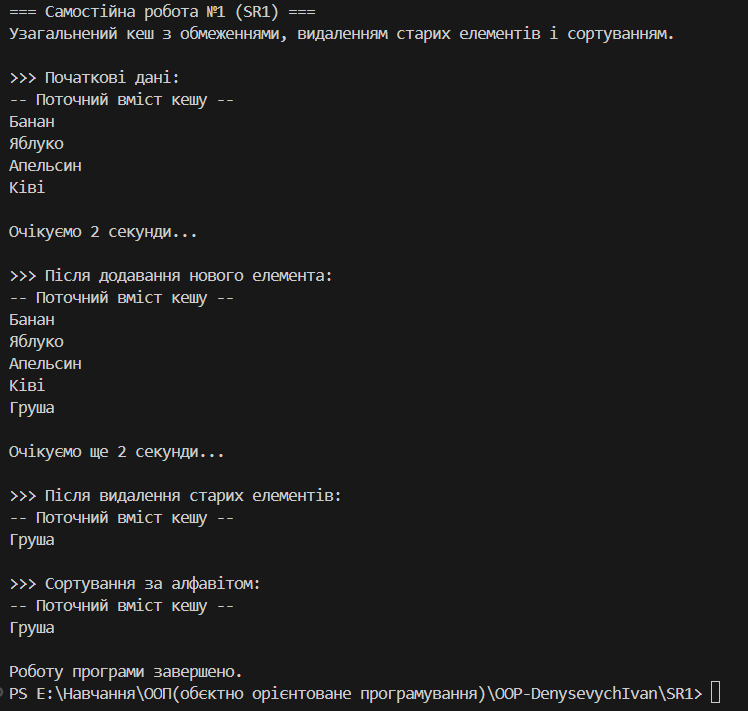 === Самостійна робота №1 (SR1) ===
Узагальнений кеш з обмеженнями, видаленням старих елементів і сортуванням.
>>> Початкові дані:
-- Поточний вміст кешу --
Банан
Яблуко
Апельсин
Ківі
Очікуємо 2 секунди...
>>> Після додавання нового елемента:
-- Поточний вміст кешу --
Банан
Яблуко
Апельсин
Ківі
Груша
Очікуємо ще 2 секунди...
>>> Після видалення старих елементів:
-- Поточний вміст кешу --
Груша
>>> Сортування за алфавітом:
-- Поточний вміст кешу --
Груша
Роботу програми завершено.
PS E:\Навчання\ООП(обєктно орієнтоване програмування)\OOP-DenysevychIvan\SR1>